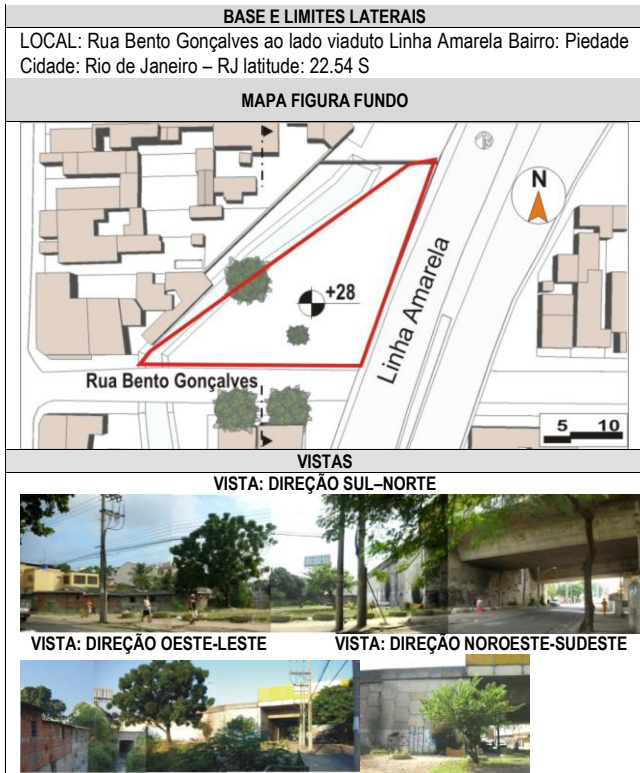 BASE E LIMITES LATERAIS
LOCAL: Rua Bento Gonçalves ao lado viaduto Linha Amarela Bairro: Piedade
Cidade: Rio de Janeiro – RJ latitude: 22.54 S
MAPA FIGURA FUNDO
N
+28
Linha Amarela
Rua Bento Gonçalves
5 10
VISTAS
VISTA: DIREÇÃO SUL–NORTE
VISTA: DIREÇÃO OESTE-LESTE
VISTA: DIREÇÃO NOROESTE-SUDESTE